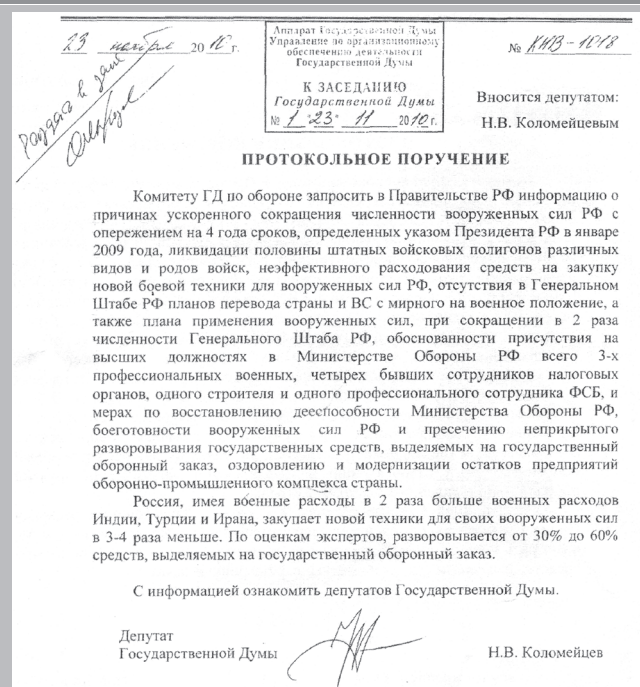 23 ноября 2010 г.
Аппарат Государственной Думы
Управление по организационному
обеспечению деятельности
Государственной Думы
К ЗАСЕДАНИЮ
Государственной Думы
№ 1 "23" 11 2010 г.
№ КНВ-1018
Раздать в зале
Вносится депутатом:
Н.В. Коломейцевым
ПРОТОКОЛЬНОЕ ПОРУЧЕНИЕ
Комитету ГД по обороне запросить в Правительстве РФ информацию о
причинах ускоренного сокращения численности вооруженных сил РФ с
опережением на 4 года сроков, определенных указом Президента РФ в январе
2009 года, ликвидации половины штатных войсковых полигонов различных
видов и родов войск, неэффективного расходования средств на закупку
новой боевой техники для вооруженных сил РФ, отсутствия в Генеральном
Штабе РФ планов перевода страны и ВС с мирного на военное положение, а
также плана применения вооруженных сил, при сокращении в 2 раза
численности Генерального Штаба РФ, обоснованности присутствия на
высших должностях в Министерстве Обороны РФ всего 3-х
профессиональных военных, четырех бывших сотрудников налоговых
органов, одного строителя и одного профессионального сотрудника ФСБ, и
мерах по восстановлению дееспособности Министерства Обороны РФ,
боеготовности вооруженных сил РФ и пресечению неприкрытого
разворовывания государственных средств, выделяемых на государственный
оборонный заказ, оздоровлению и модернизации остатков предприятий
оборонно-промышленного комплекса страны.
Россия, имея военные расходы в 2 раза больше военных расходов
Индии, Турции и Ирана, закупает новой техники для своих вооруженных сил
в 3-4 раза меньше. По оценкам экспертов, разворовывается от 30% до 60%
средств, выделяемых на государственный оборонный заказ.
С информацией ознакомить депутатов Государственной Думы.
Депутат
Государственной Думы
Н.В. Коломейцев